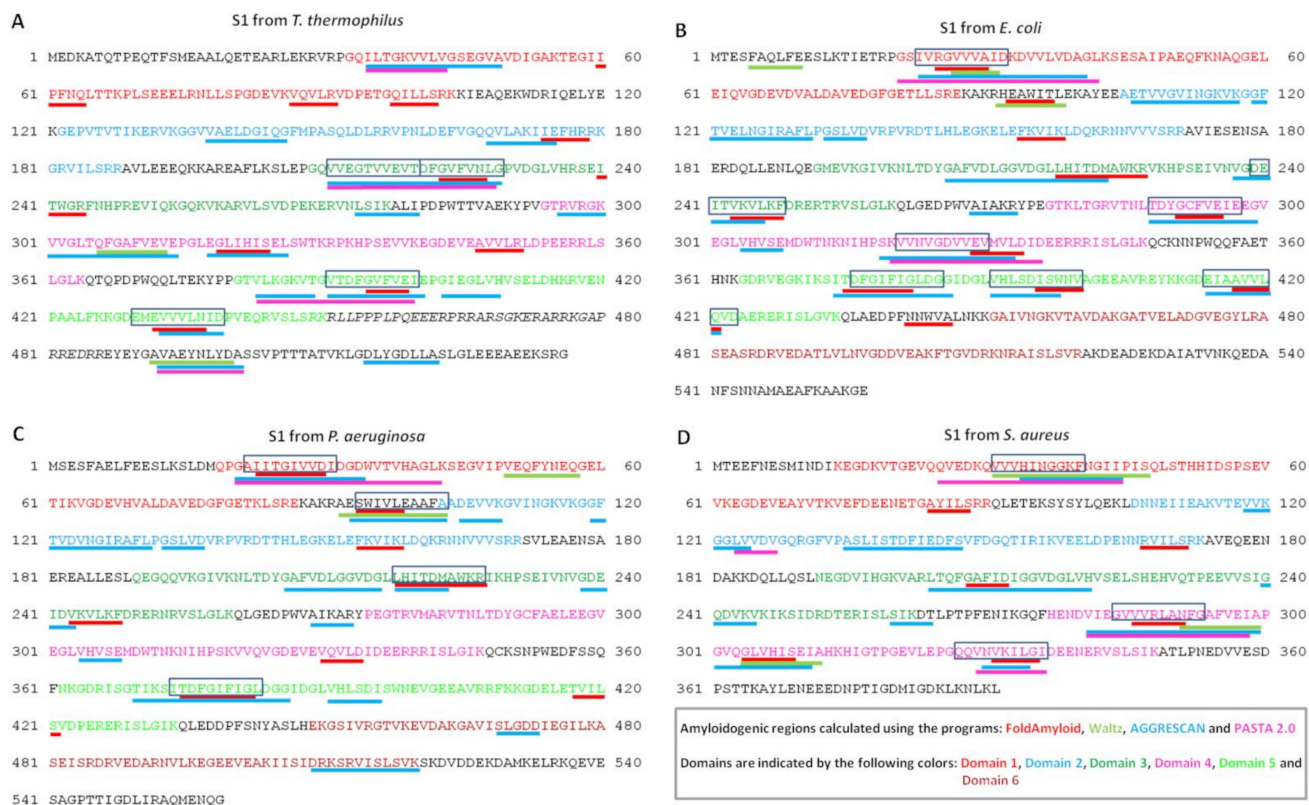 A
S1 from T. thermophilus
1 MEDKATQTPEQTFSMEAALQETEARLEKRVRPGQILTGKVVLVGSEGVAVDIGAKTEGII 60
61 PFNQLTTKPLSEEELRNLLSPGDEVKVQVLRVDPETGQILLSRKKIEAQEKWDRIQELYE 120
121 KGEPVTVTIKERVKGGVVAELDGIQGFMPASQLDLRRVPNLDEFVGQQVLAKIIEFHRRK 180
181 GRVILSRRAVLEEEQKKAREAFLKSLEPGQVVEGTVVEVTDFGVFVNLGPVDGLVHRSEI 240
241 TWGRFNHPREVIQKGQKVKARVLSVDPEKERVNLSIKALIPDPWTTVAEKYPVGTRVRGK 300
301 VVGLTQFGAFVEVEPGLEGLIHISELSWTKRPKHPSEVVKEGDEVEAVVLRLDPEERRLS 360
361 LGLKQTQPDPWQQLTEKYPPGTVLKGKVTGVTDFGVFVEIEPGIEGLVHVSELDHKRVEN 420
421 PAALFKKGDEMEVVVLNIDPVEQRVSLSRKRLLPPPLPQEEERPRRARSGKERARRKGAP 480
481 RREDRREYEYGAVAEYNLYDASSVPTTTATVKLGDLYGDLLASLGLEEEAEEKSRG
B
S1 from E. coli
1 MTESFAQLFEESLKTIETRPGSIVRGVVVAIDKDVVLVDAGLKSESAIPAEQFKNAQGEL 60
61 EIQVGDEVDVALDAVEDGFGETLLSREKAKRHEAWITLEKAYEEAETVVGVINGKVKGGF 120
121 TVELNGIRAFLPGSLVDVRPVRDTLHLEGKELEFKVIKLDQKRNNVVVSRRAVIESENSA 180
181 ERDQLLENLQEGMEVKGIVKNLTDYGAFVDLGGVDGLLHITDMAWKRVKHPSEIVNVGDE 240
241 ITVKVLKFDRERTRVSLGLKQLGEDPWVAIAKRYPEGTKLTGRVTNLTDYGCFVEIEEGV 300
301 EGLVHVSEMDWTNKNIHPSKVVNVGDVVEVMVLDIDEERRRISLGLKQCKNNPWQQFAET 360
361 HNKGDRVEGKIKSITDFGIFIGLDGGIDGLVHLSDISWNVAGEEAVREYKKGDEIAAVVL 420
421 QVDAERERISLGVKQLAEDPFNNWVALNKKGAIVNGKVTAVDAKGATVELADGVEGYLRA 480
481 SEASRDRVEDATLVLNVGDDVEAKFTGVDRKNRAISLSVRAKDEADEKDAIATVNKQEDA 540
541 NFSNNAMAEAFKAAKGE
C
S1 from P. aeruginosa
1 MSESFAELFEESLKSLDMQPGAIITGIVVDIDGDWVTVHAGLKSEGVIPVEQFYNEQGEL 60
61 TIKVGDEVHVALDAVEDGFGETKLSREKAKRAESWIVLEAAFAADEVVKGVINGKVKGGF 120
121 TVDVNGIRAFLPGSLVDVRPVRDTTHLEGKELEFKVIKLDQKRNNVVVSRRSVLEAENSA 180
181 EREALLESLQEGQQVKGIVKNLTDYGAFVDLGGVDGLLHITDMAWKRIKHPSEIVNVGDE 240
241 IDVKVLKFDRERNRVSLGLKQLGEDPWVAIKARYPEGTRVMARVTNLTDYGCFAELEEGV 300
301 EGLVHVSEMDWTNKNIHPSKVVQVGDEVEVQVLDIDEERRRISLGIKQCKSNPWEDFSSQ 360
361 FNKGDRISGTIKSITDFGIFIGLDGGIDGLVHLSDISWNEVGEEAVRRFKKGDELETVIL 420
421 SVDPERERISLGIKQLEDDPFSNYASLHEKGSIVRGTVKEVDAKGAVISLGDDIEGILKA 480
481 SEISRDRVEDARNVLKEGEEVEAKIISIDRKSRVISLSVKSKDVDDEKDAMKELRKQEVE 540
541 SAGPTTIGDLIRAQMENQG
D
S1 from S. aureus
1 MTEEFNESMINDIKEGDKVTGEVQQVEDKQVVVHINGGKFNGIIPISQLSTHHIDSPSEV 60
61 VKEGDEVEAYVTKVEFDEENETGAYILSRRQLETEKSYSYLQEKLDNNEIIEAKVTEVVK 120
121 GGLVVDVGQRGFVPASLISTDFIEDFSVFDGQTIRIKVEELDPENNRVILSRKAVEQEEN 180
181 DAKKDQLLQSLNEGDVIHGKVARLTQFGAFIDIGGVDGLVHVSELSHEHVQTPEEVVSIG 240
241 QDVKVKIKSIDRDTERISLSIKDTLPTPFENIKGQFHENDVIEGVVVRLANFGAFVEIAP 300
301 GVQGLVHISEIAHKHIGTPGEVLEPGQQVNVKILGIDEENERVSLSIKATLPNEDVVESD 360
361 PSTTKAYLENEEEDNPTIGDMIGDKLKNLKL
Amyloidogenic regions calculated using the programs: FoldAmyloid, Waltz, AGGRESCAN and PASTA 2.0
Domains are indicated by the following colors: Domain 1, Domain 2, Domain 3, Domain 4, Domain 5 and
Domain 6